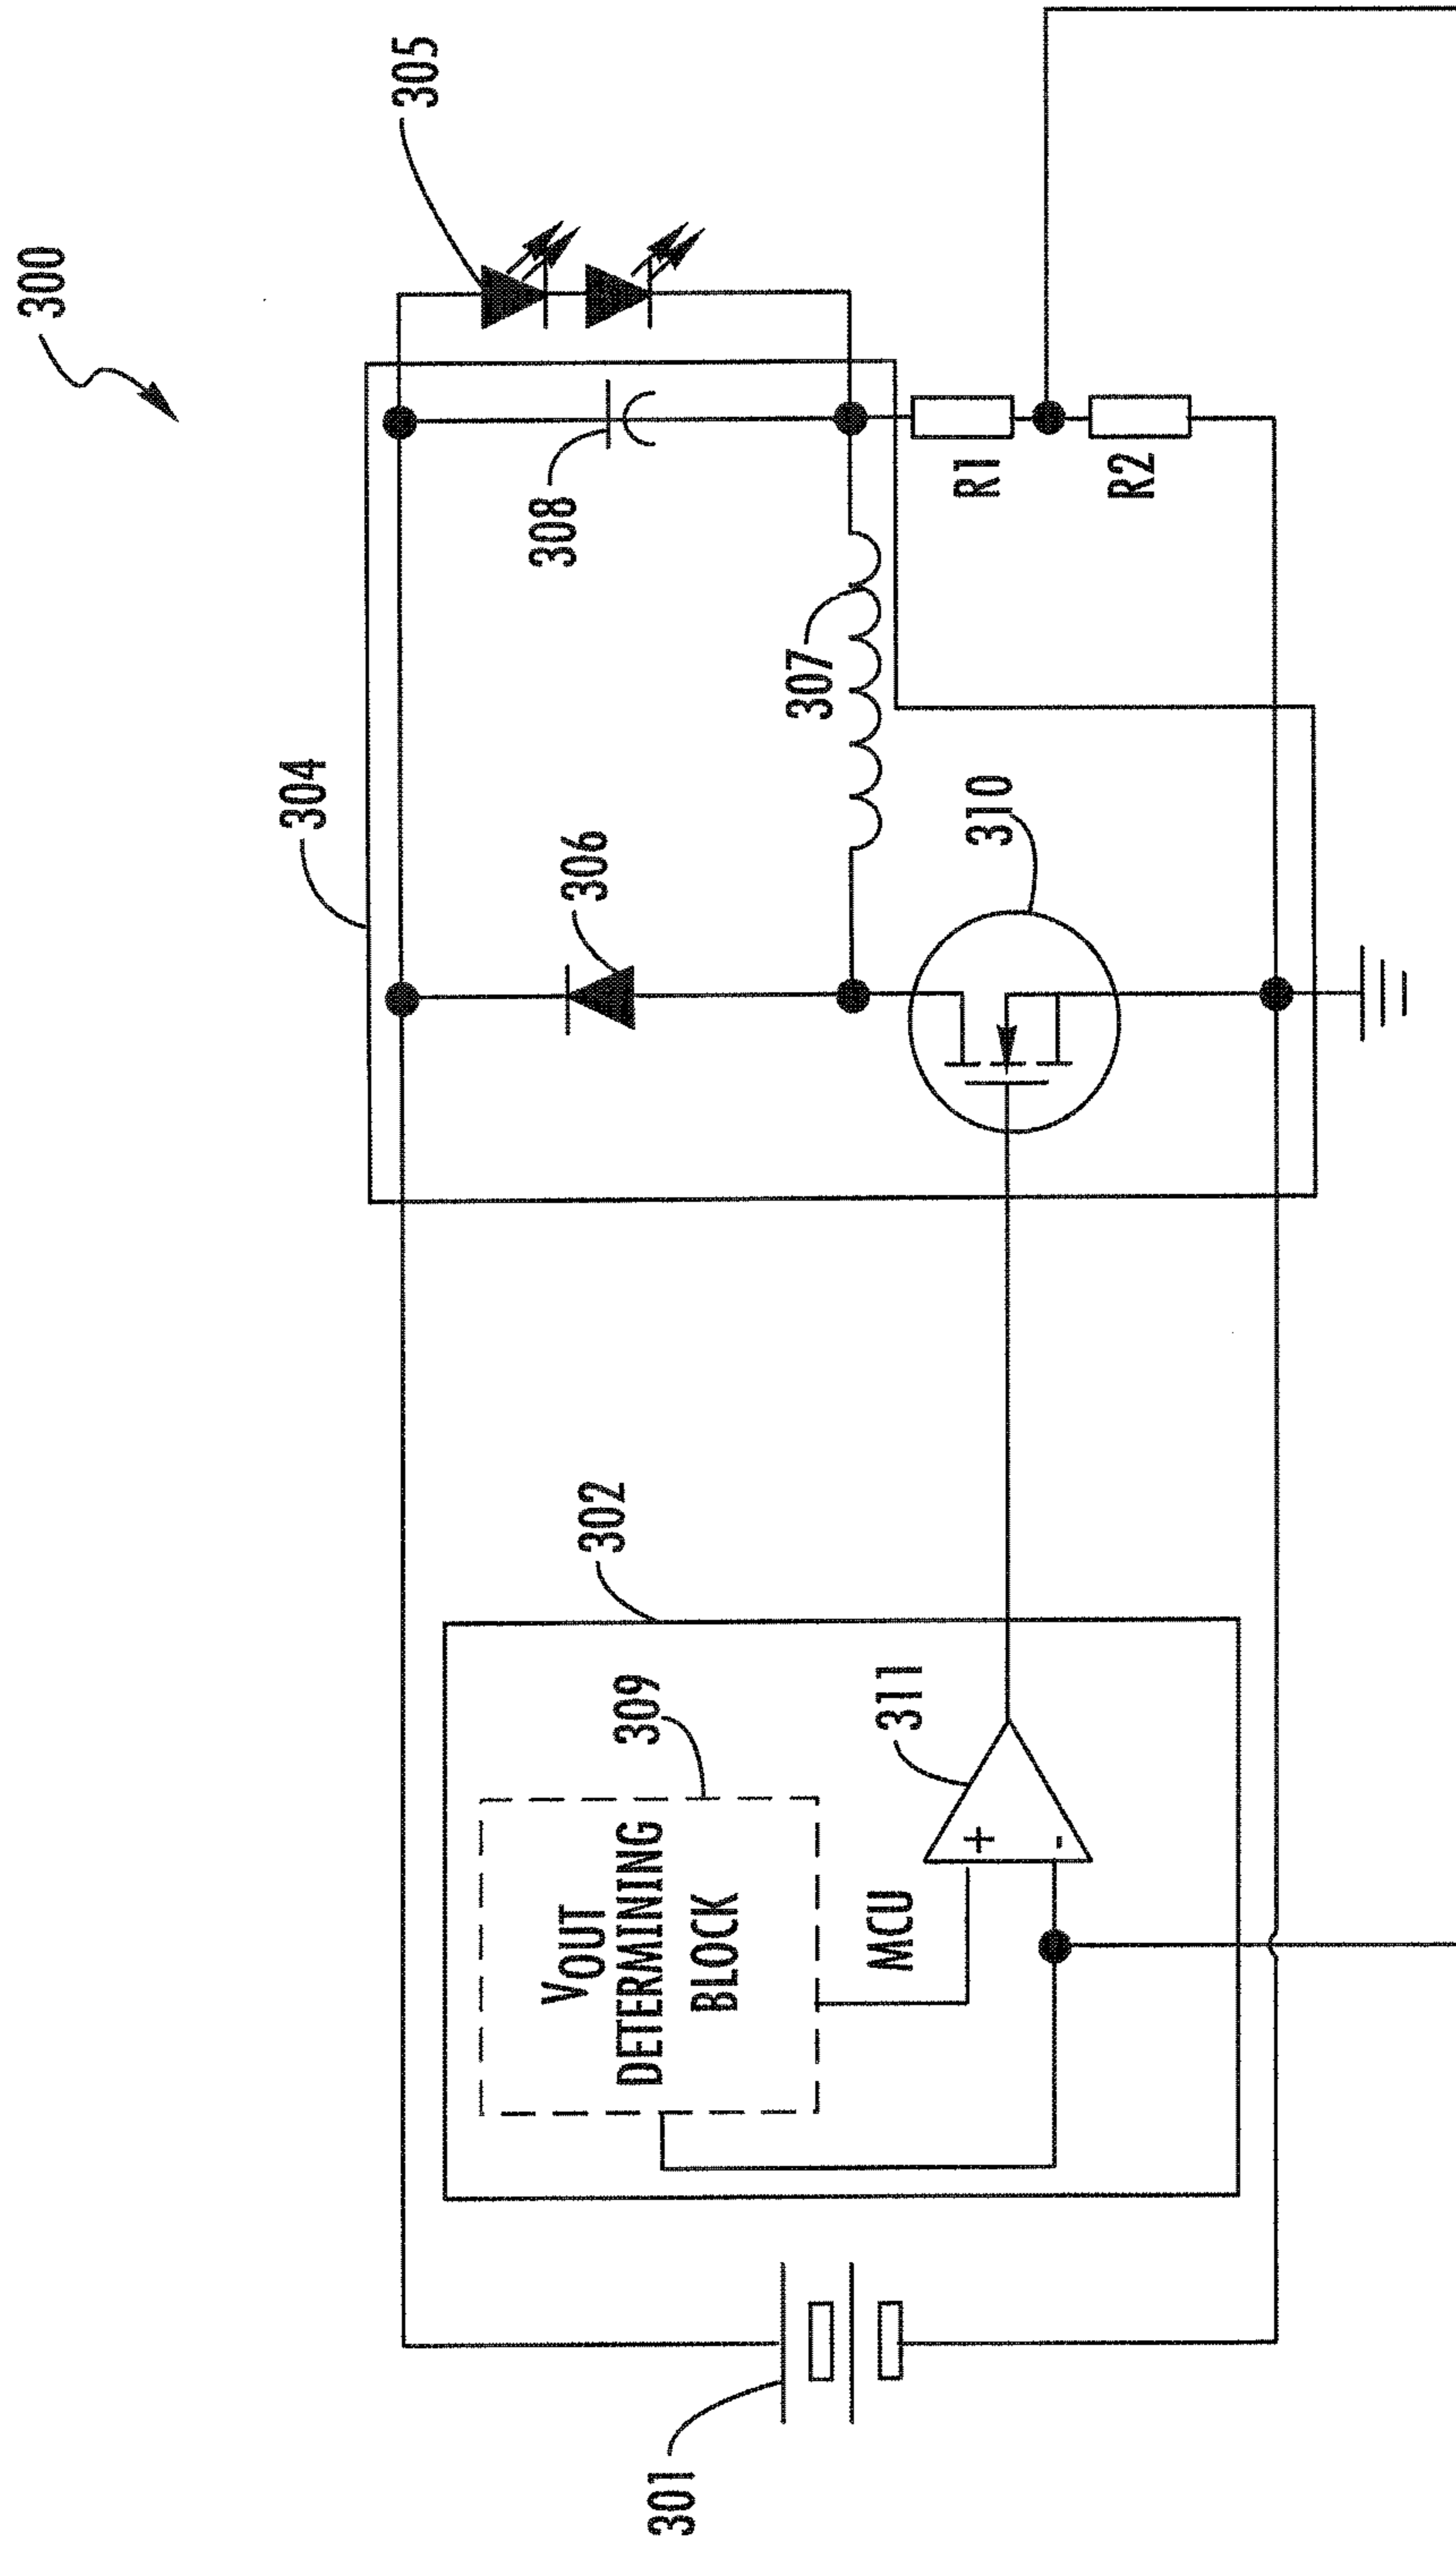 300
305
304
308
306
307
R1
R2
310
302
309
VOUT
DETERMINING
BLOCK
311
MCU
+
-
301